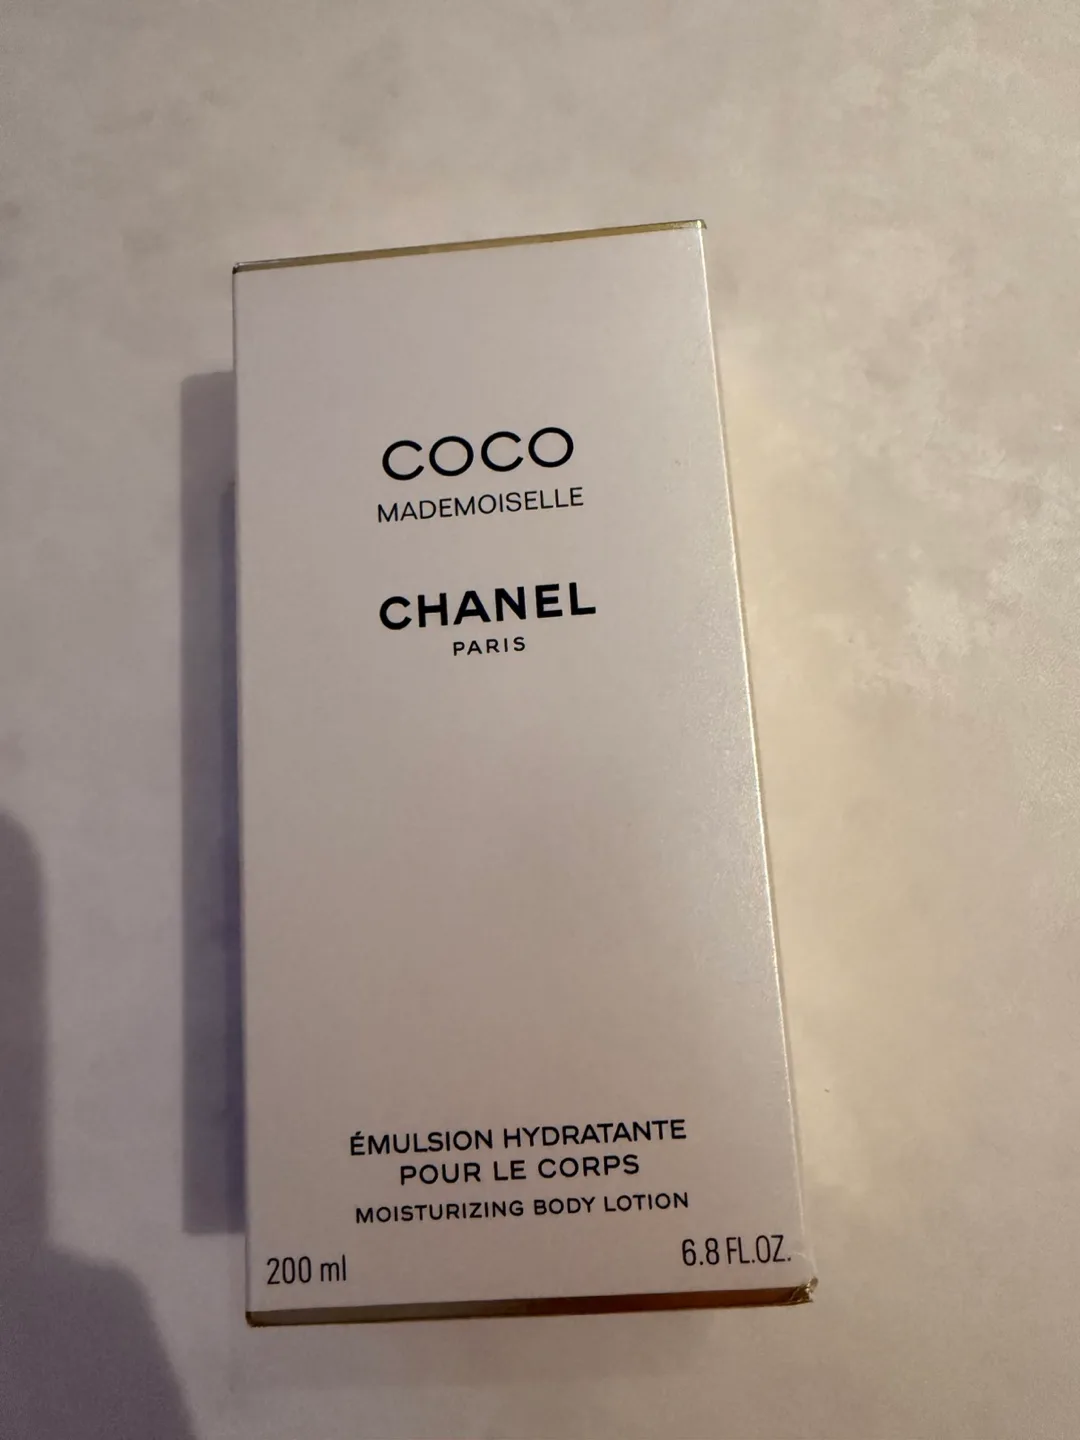 COCO
MADEMOISELLE
CHANEL
PARIS
ÉMULSION HYDRATANTE
POUR LE CORPS
MOISTURIZING BODY LOTION
200 ml 6.8 FL.OZ.